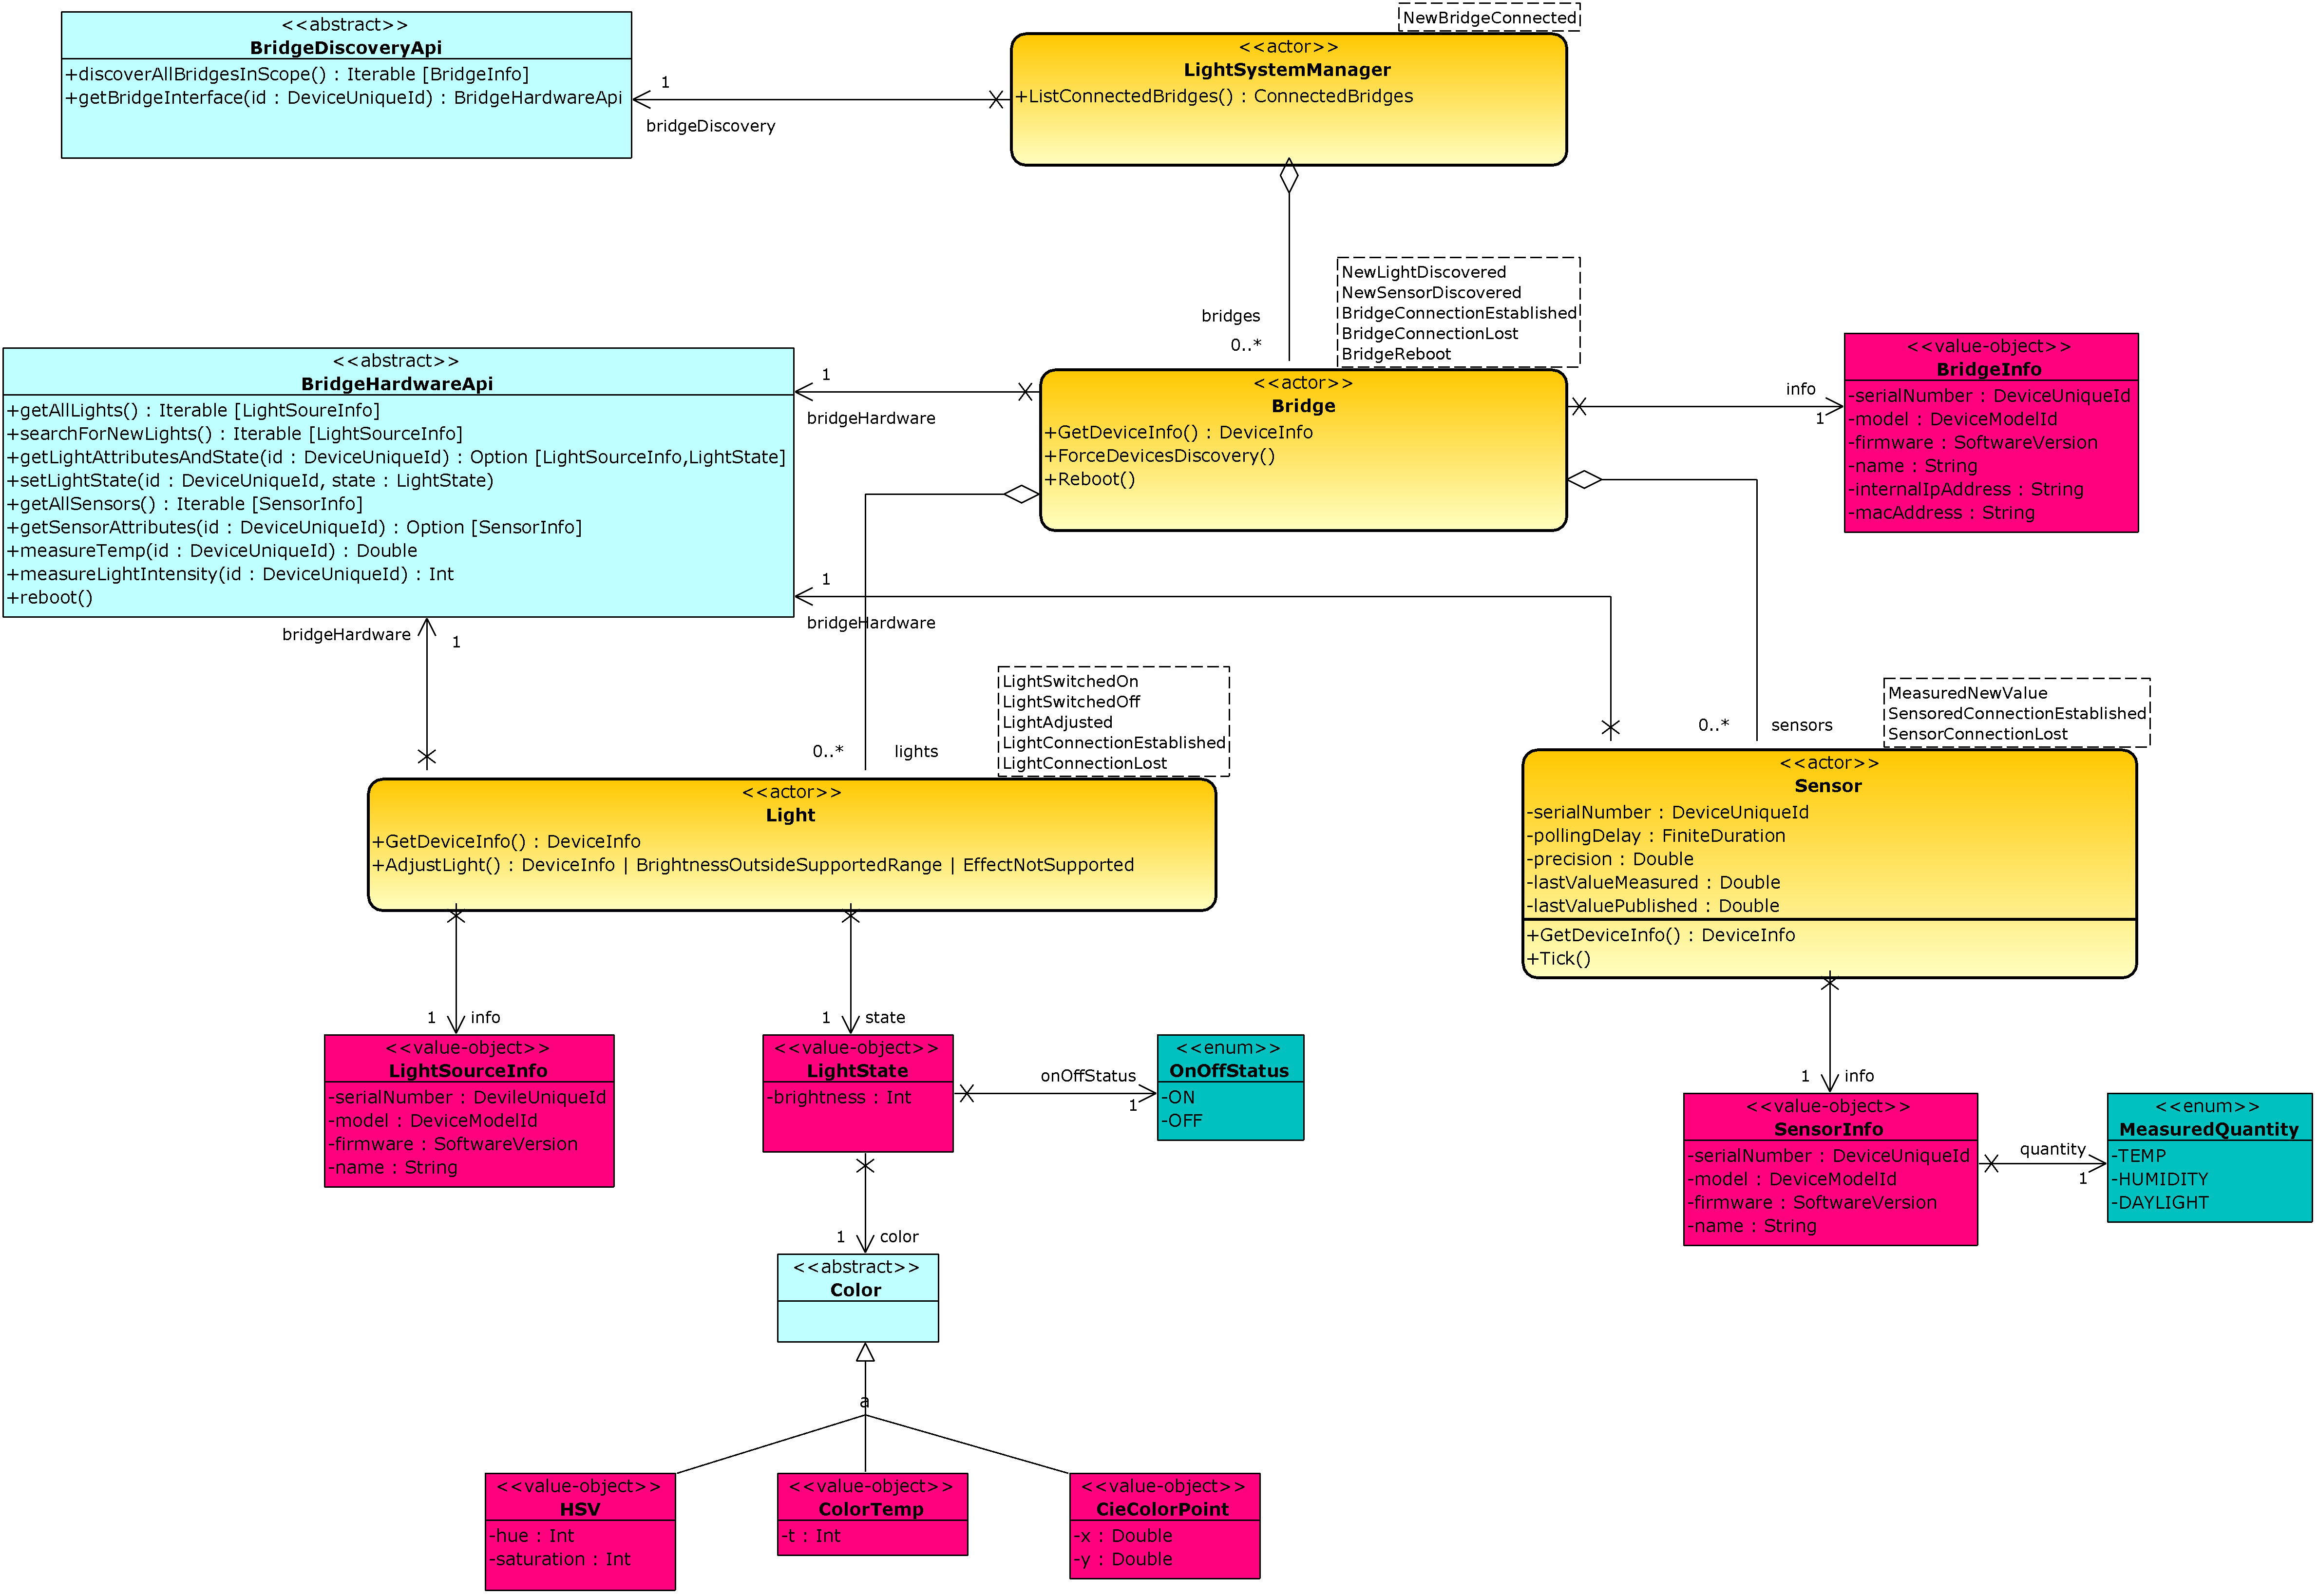 <<abstract>>
BridgeDiscoveryApi
+discoverAllBridgesInScope() : Iterable [BridgeInfo]
+getBridgeInterface(id : DeviceUniqueId) : BridgeHardwareApi
1
bridgeDiscovery
NewBridgeConnected
<<actor>>
LightSystemManager
+ListConnectedBridges() : ConnectedBridges
bridges
0..*
NewLightDiscovered
NewSensorDiscovered
BridgeConnectionEstablished
BridgeConnectionLost
BridgeReboot
<<abstract>>
BridgeHardwareApi
+getAllLights() : Iterable [LightSoureInfo]
+searchForNewLights() : Iterable [LightSourceInfo]
+getLightAttributesAndState(id : DeviceUniqueId) : Option [LightSourceInfo,LightState]
+setLightState(id : DeviceUniqueId, state : LightState)
+getAllSensors() : Iterable [SensorInfo]
+getSensorAttributes(id : DeviceUniqueId) : Option [SensorInfo]
+measureTemp(id : DeviceUniqueId) : Double
+measureLightIntensity(id : DeviceUniqueId) : Int
+reboot()
1
bridgeHardware
<<actor>>
Bridge
+GetDeviceInfo() : DeviceInfo
+ForceDevicesDiscovery()
+Reboot()
info
1
<<value-object>>
BridgeInfo
-serialNumber : DeviceUniqueId
-model : DeviceModelId
-firmware : SoftwareVersion
-name : String
-internalIpAddress : String
-macAddress : String
1
bridgeHardware
bridgeHardware
1
LightSwitchedOn
LightSwitchedOff
LightAdjusted
LightConnectionEstablished
LightConnectionLost
0..*
lights
0..*
sensors
MeasuredNewValue
SensoredConnectionEstablished
SensorConnectionLost
<<actor>>
Light
+GetDeviceInfo() : DeviceInfo
+AdjustLight() : DeviceInfo | BrightnessOutsideSupportedRange | EffectNotSupported
<<actor>>
Sensor
-serialNumber : DeviceUniqueId
-pollingDelay : FiniteDuration
-precision : Double
-lastValueMeasured : Double
-lastValuePublished : Double
+GetDeviceInfo() : DeviceInfo
+Tick()
1
info
1
state
1
info
<<value-object>>
LightSourceInfo
-serialNumber : DevileUniqueId
-model : DeviceModelId
-firmware : SoftwareVersion
-name : String
<<value-object>>
LightState
-brightness : Int
onOffStatus
1
<<enum>>
OnOffStatus
-ON
-OFF
<<value-object>>
SensorInfo
-serialNumber : DeviceUniqueId
-model : DeviceModelId
-firmware : SoftwareVersion
-name : String
quantity
1
<<enum>>
MeasuredQuantity
-TEMP
-HUMIDITY
-DAYLIGHT
1
color
<<abstract>>
Color
a
<<value-object>>
HSV
-hue : Int
-saturation : Int
<<value-object>>
ColorTemp
-t : Int
<<value-object>>
CieColorPoint
-x : Double
-y : Double